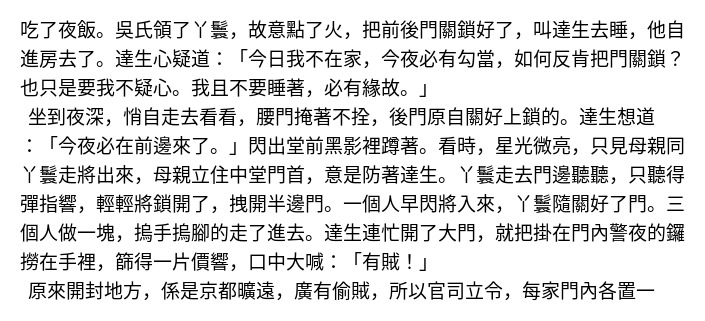 吃了夜飯。吳氏領了丫鬟，故意點了火，把前後門關鎖好了，叫達生去睡，他自
進房去了。達生心疑道：「今日我不在家，今夜必有勾當，如何反肯把門關鎖？
也只是要我不疑心。我且不要睡著，必有緣故。」
坐到夜深，悄自走去看看，腰門掩著不拴，後門原自關好上鎖的。達生想道
：「今夜必在前邊來了。」閃出堂前黑影裡蹲著。看時，星光微亮，只見母親同
丫鬟走將出來，母親立住中堂門首，意是防著達生。丫鬟走去門邊聽聽，只聽得
彈指響，輕輕將鎖開了，拽開半邊門。一個人早閃將入來，丫鬟隨關好了門。三
個人做一塊，搗手搗腳的走了進去。達生連忙開了大門，就把掛在門內警夜的鑼
撈在手裡，篩得一片價響，口中大喊：「有賊！」
原來開封地方，係是京都曠遠，廣有偷賊，所以官司立令，每家門內各置一